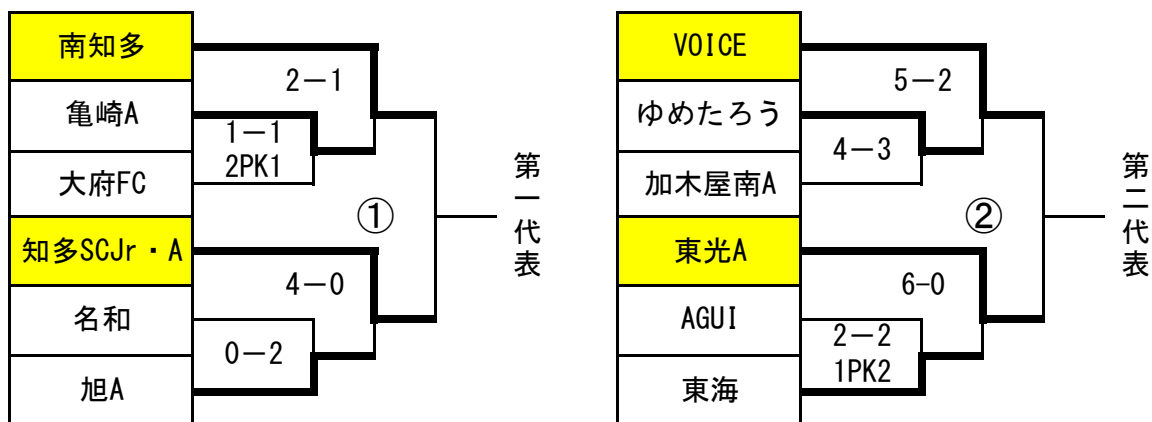 南知多
2－1
亀崎A
1－1
2PK1
大府FC
①
第一代表
知多SCJr・A
4－0
名和
0－2
旭A
VOICE
5－2
ゆめたろう
4－3
加木屋南A
②
第二代表
東光A
6-0
AGUI
2－2
1PK2
東海